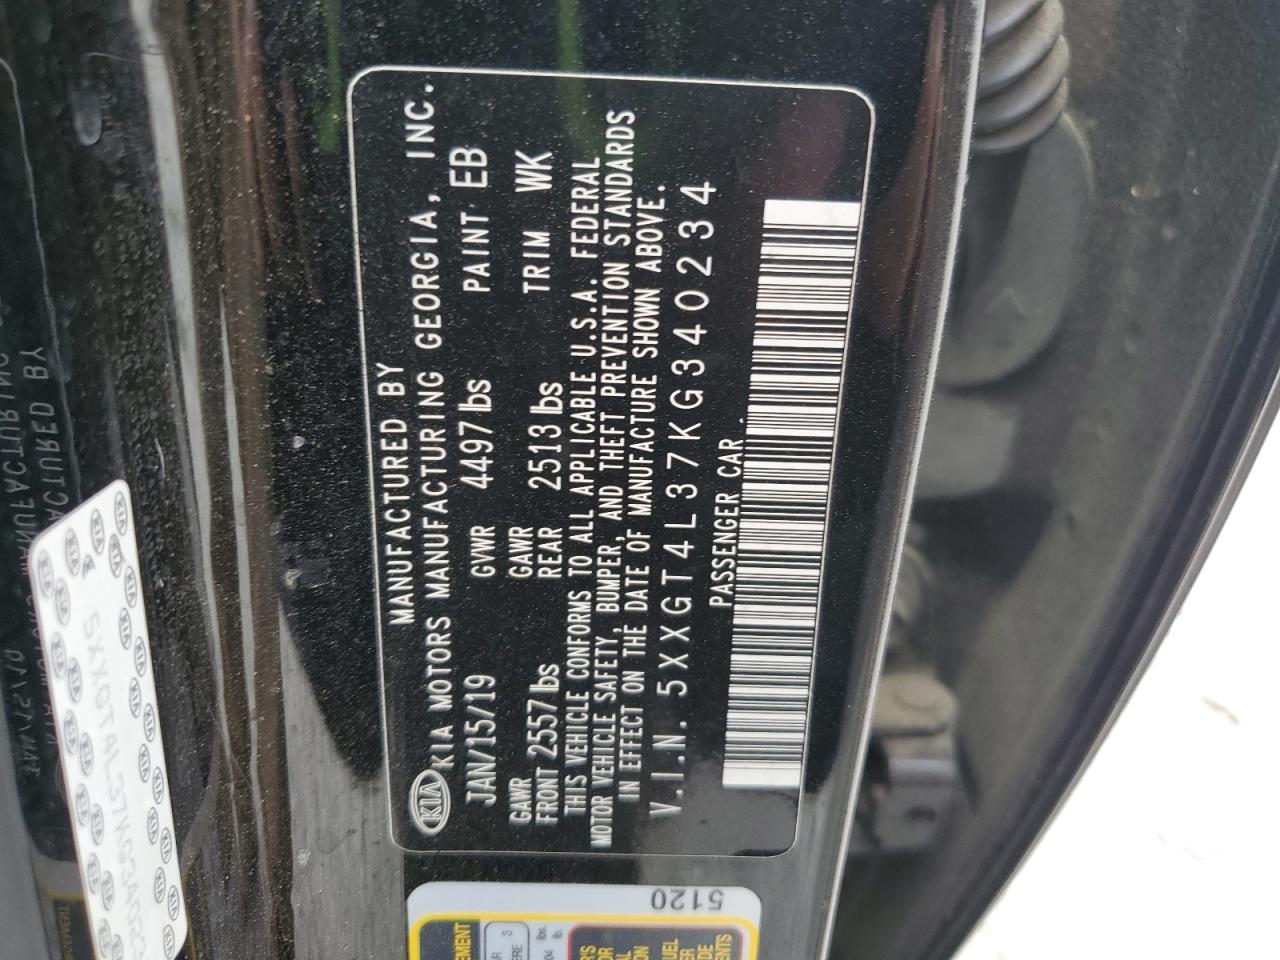 MANUFACTURED BY
KIA KIA MOTORS MANUFACTURING GEORGIA, INC.
JAN/15/19 GVWR 4497 lbs PAINT EB
GAWR FRONT 2557 lbs GAWR REAR 2513 lbs TRIM WK
THIS VEHICLE CONFORMS TO ALL APPLICABLE U.S.A. FEDERAL
MOTOR VEHICLE SAFETY, BUMPER, AND THEFT PREVENTION STANDARDS
IN EFFECT ON THE DATE OF MANUFACTURE SHOWN ABOVE.
V.I.N. 5XXGT4L37KG340234
PASSENGER CAR
5120